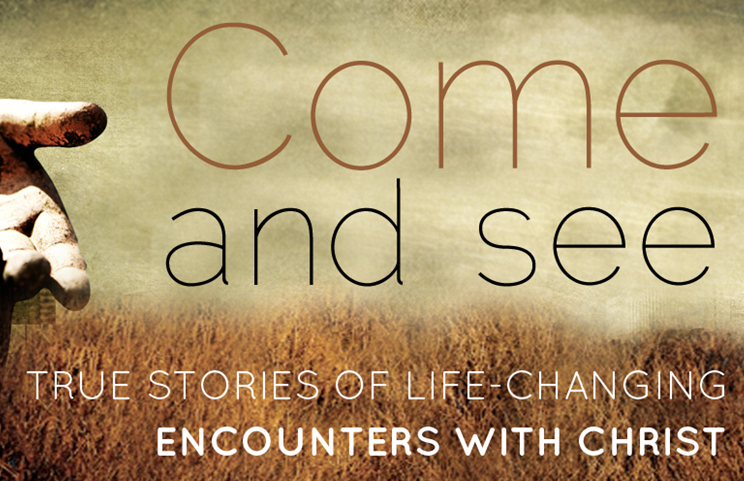 Come
and see
TRUE STORIES OF LIFE-CHANGING
ENCOUNTERS WITH CHRIST